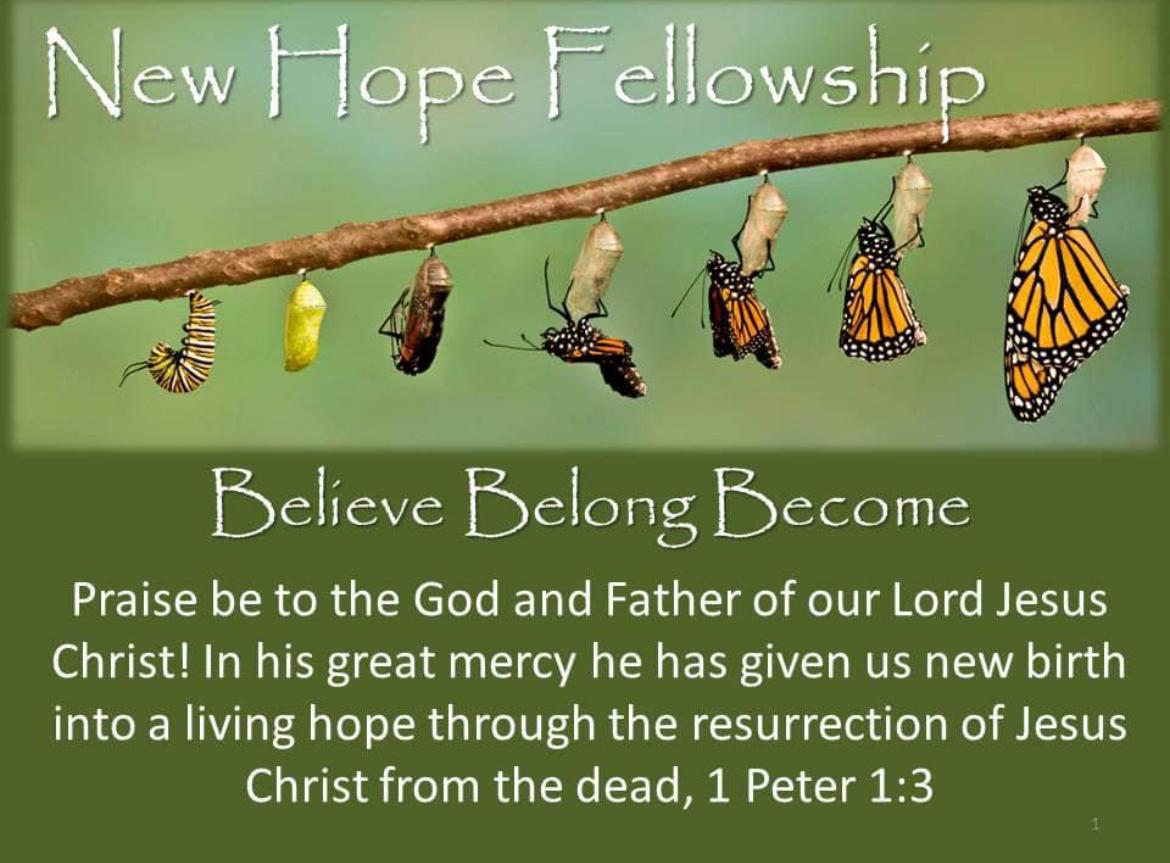 New Hope Fellowship
Believe Belong Become
Praise be to the God and Father of our Lord Jesus
Christ! In his great mercy he has given us new birth
into a living hope through the resurrection of Jesus
Christ from the dead, 1 Peter 1:3
1